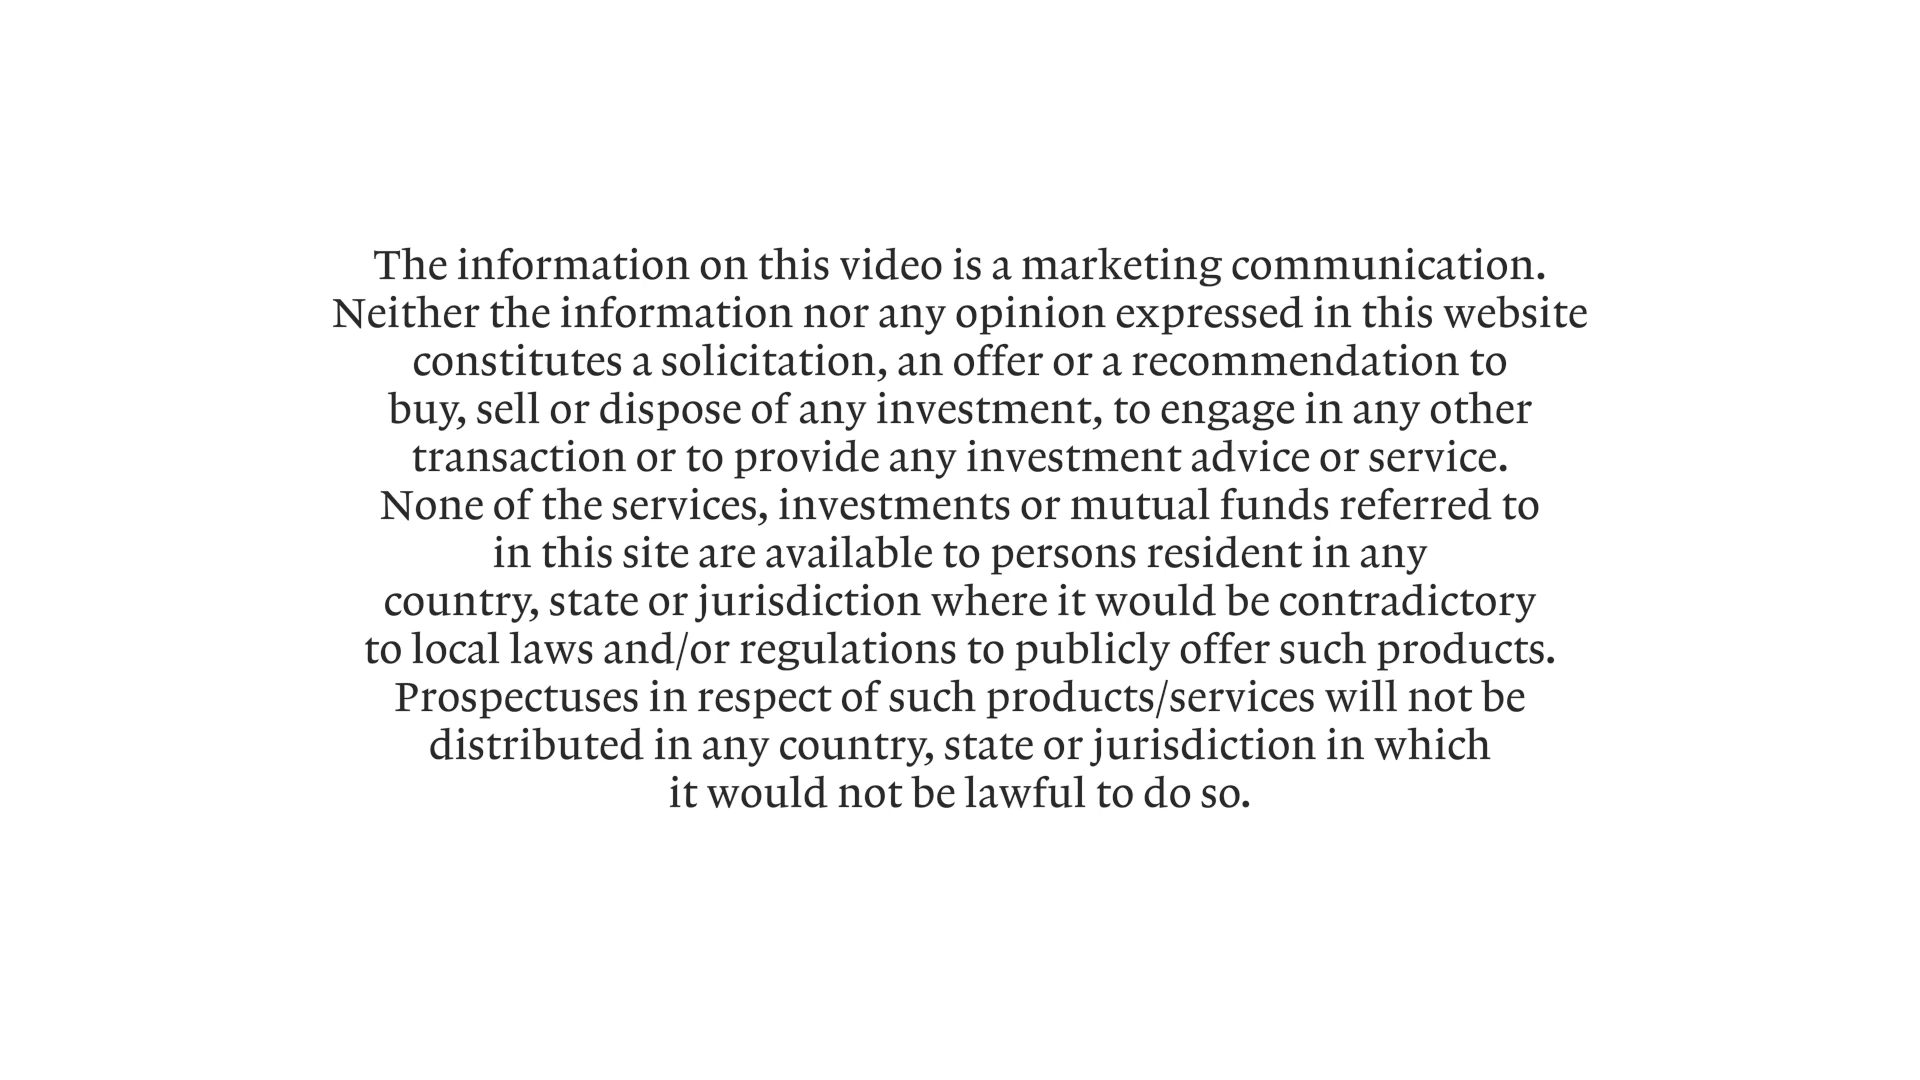 The information on this video is a marketing communication.
Neither the information nor any opinion expressed in this website
constitutes a solicitation, an offer or a recommendation to
buy, sell or dispose of any investment, to engage in any other
transaction or to provide any investment advice or service.
None of the services, investments or mutual funds referred to
in this site are available to persons resident in any
country, state or jurisdiction where it would be contradictory
to local laws and/or regulations to publicly offer such products.
Prospectuses in respect of such products/services will not be
distributed in any country, state or jurisdiction in which
it would not be lawful to do so.